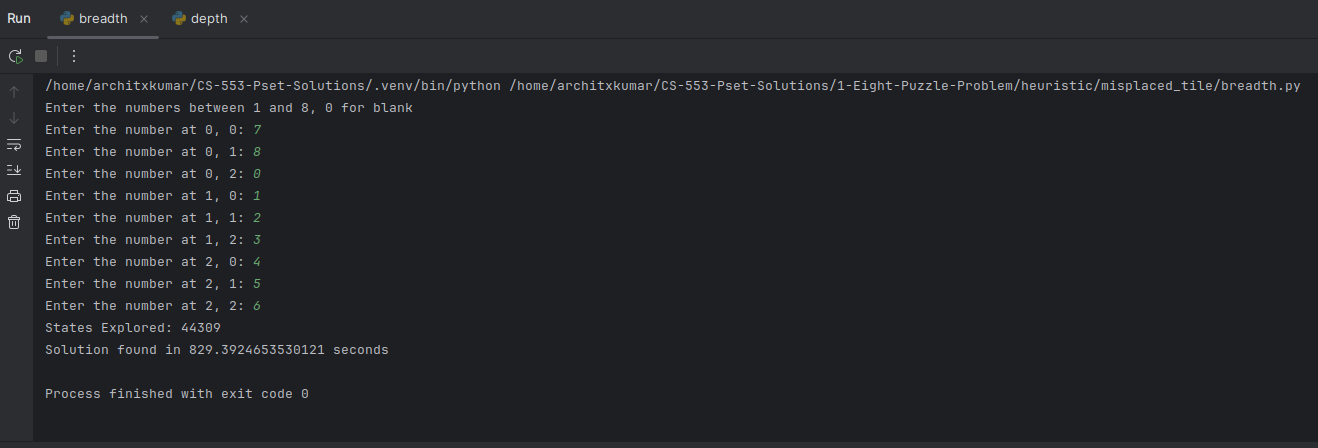 Run breadth × depth ×
/home/architxkumar/CS-553-Pset-Solutions/.venv/bin/python /home/architxkumar/CS-553-Pset-Solutions/1-Eight-Puzzle-Problem/heuristic/misplaced_tile/breadth.py
Enter the numbers between 1 and 8, 0 for blank
Enter the number at 0, 0: 7
Enter the number at 0, 1: 8
Enter the number at 0, 2: 0
Enter the number at 1, 0: 1
Enter the number at 1, 1: 2
Enter the number at 1, 2: 3
Enter the number at 2, 0: 4
Enter the number at 2, 1: 5
Enter the number at 2, 2: 6
States Explored: 44309
Solution found in 829.3924653530121 seconds
Process finished with exit code 0